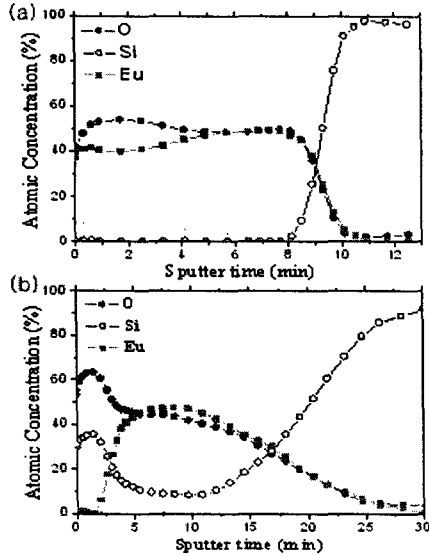 (a)
O
Si
Eu
Atomic Concentration (%)
100
80
60
40
20
0
0 2 4 6 8 10 12
Sputter time (min)
(b)
O
Si
Eu
Atomic Concentration (%)
100
80
60
40
20
0
0 5 10 15 20 25 30
Sputter time (min)